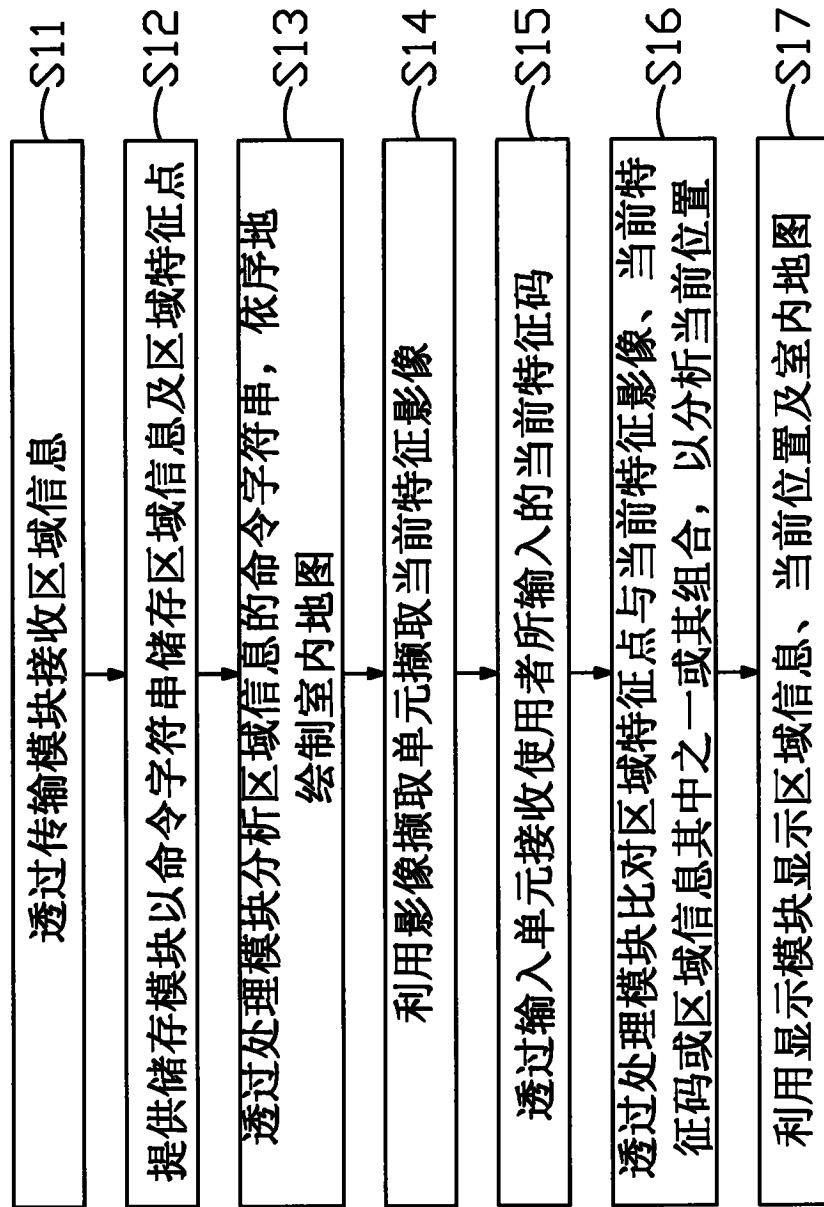 透过传输模块接收区域信息
S11
提供储存模块以命令字符串储存区域信息及区域特征点
S12
透过处理模块分析区域信息的命令字符串，依序地
绘制室内地图
S13
利用影像撷取单元撷取当前特征影像
S14
透过输入单元接收使用者所输入的当前特征码
S15
透过处理模块比对区域特征点与当前特征影像、当前特
征码或区域信息其中之一或其组合，以分析当前位置
S16
利用显示模块显示区域信息、当前位置及室内地图
S17